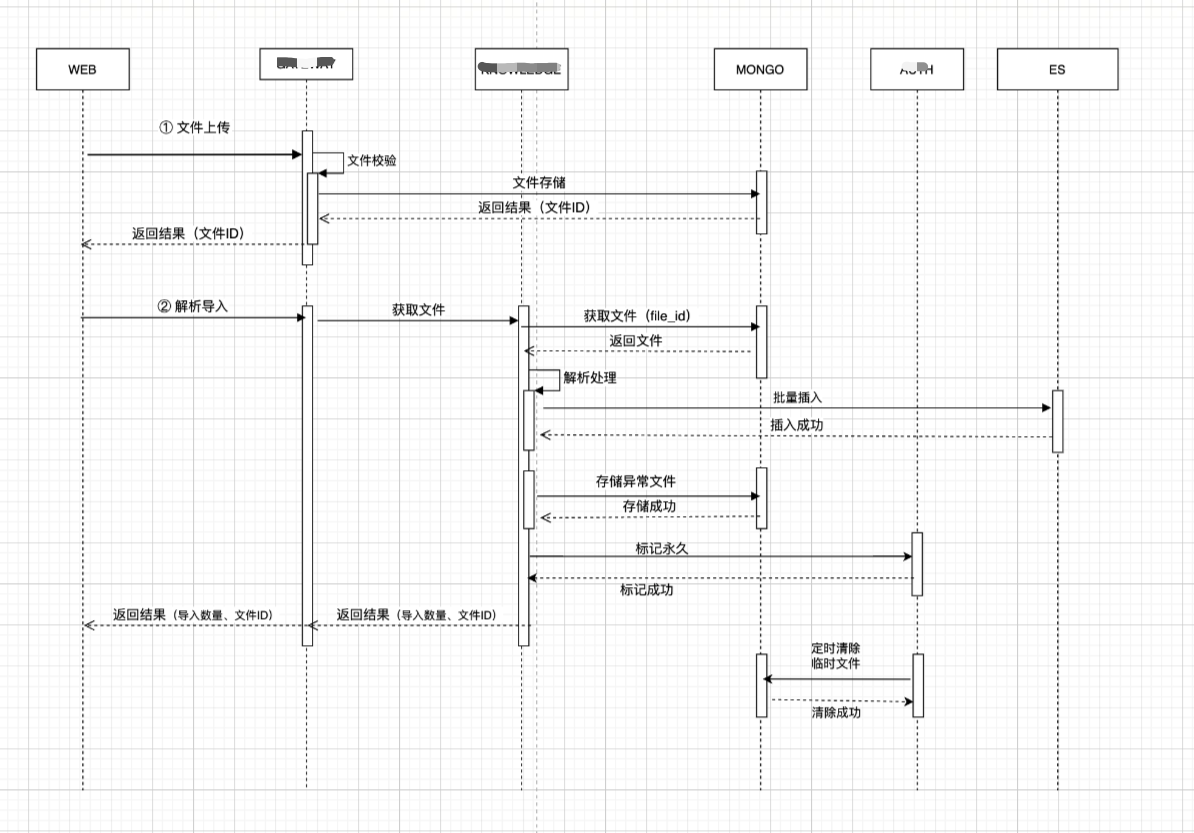 WEB
MONGO
ES
① 文件上传
文件校验
文件存储
返回结果（文件ID）
返回结果（文件ID）
② 解析导入
获取文件
获取文件（file_id）
返回文件
解析处理
批量插入
插入成功
存储异常文件
存储成功
标记永久
标记成功
返回结果（导入数量、文件ID）
返回结果（导入数量、文件ID）
定时清除
临时文件
清除成功